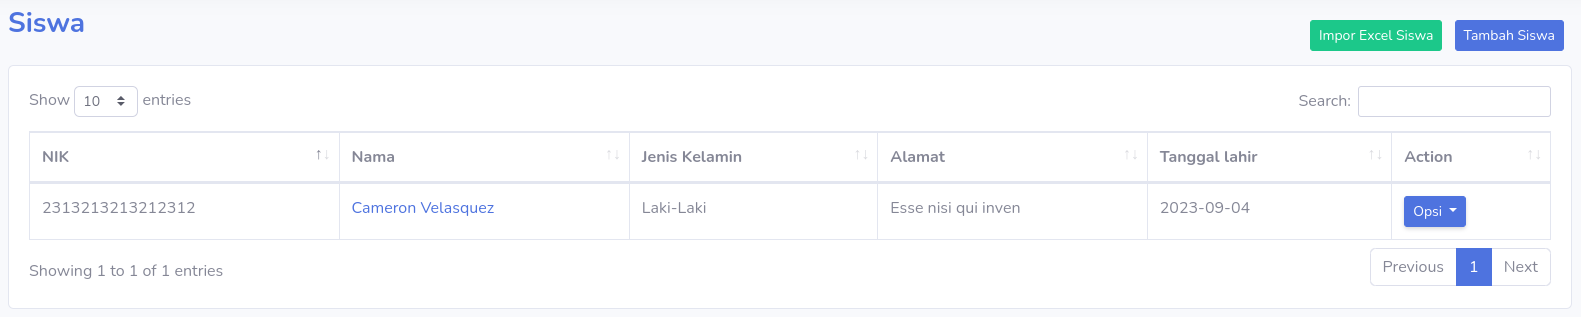 Siswa
Impor Excel Siswa Tambah Siswa
Show 10 entries Search:
NIK Nama Jenis Kelamin Alamat Tanggal lahir Action
2313213213212312 Cameron Velasquez Laki-Laki Esse nisi qui inven 2023-09-04 Opsi
Showing 1 to 1 of 1 entries Previous 1 Next